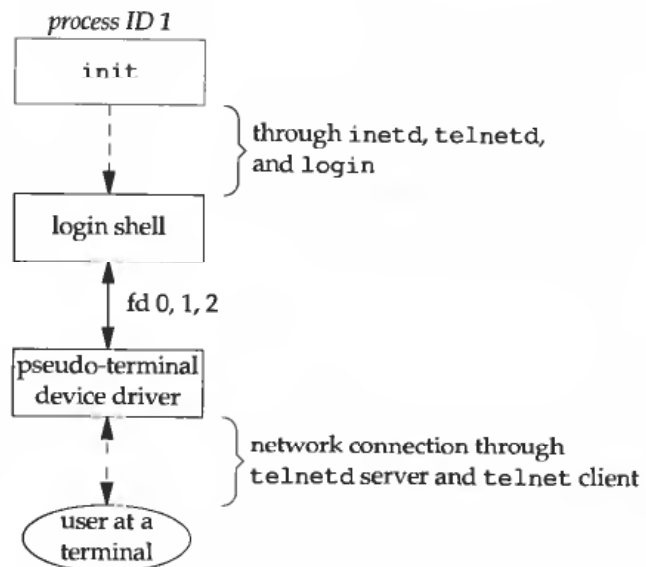 process ID 1
init
through inetd, telnetd,
and login
login shell
fd 0, 1, 2
pseudo-terminal
device driver
network connection through
telnetd server and telnet client
user at a
terminal